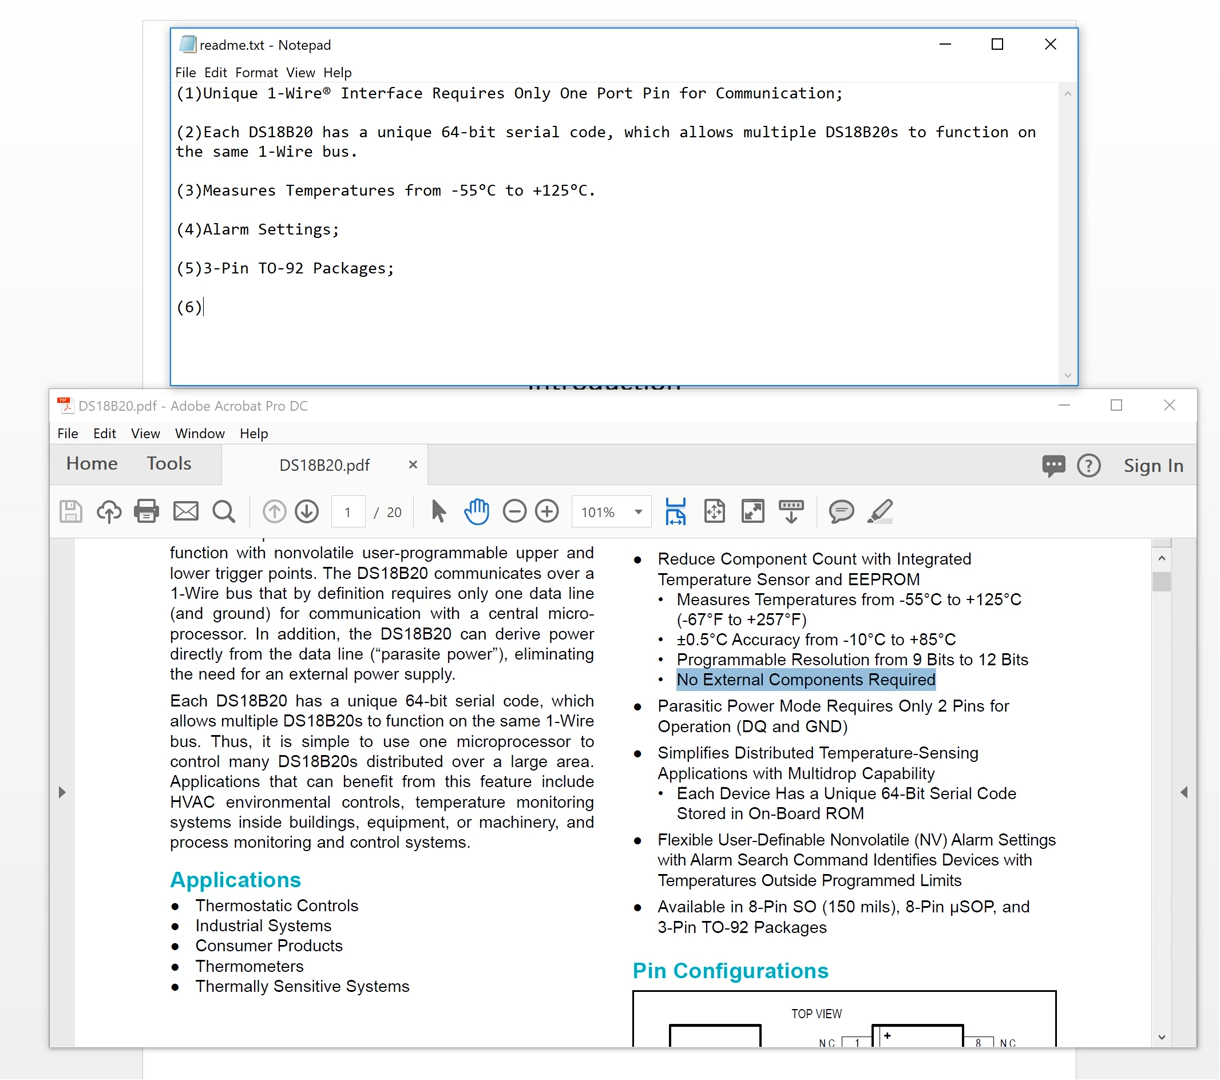 readme.txt - Notepad
File Edit Format View Help
(1)Unique 1-Wire® Interface Requires Only One Port Pin for Communication;
(2)Each DS18B20 has a unique 64-bit serial code, which allows multiple DS18B20s to function on
the same 1-Wire bus.
(3)Measures Temperatures from -55°C to +125°C.
(4)Alarm Settings;
(5)3-Pin TO-92 Packages;
(6)
DS18B20.pdf - Adobe Acrobat Pro DC
File Edit View Window Help
Home Tools DS18B20.pdf × Sign In
1 / 20 101%
function with nonvolatile user-programmable upper and
lower trigger points. The DS18B20 communicates over a
1-Wire bus that by definition requires only one data line
(and ground) for communication with a central micro-
processor. In addition, the DS18B20 can derive power
directly from the data line (“parasite power”), eliminating
the need for an external power supply.
Each DS18B20 has a unique 64-bit serial code, which
allows multiple DS18B20s to function on the same 1-Wire
bus. Thus, it is simple to use one microprocessor to
control many DS18B20s distributed over a large area.
Applications that can benefit from this feature include
HVAC environmental controls, temperature monitoring
systems inside buildings, equipment, or machinery, and
process monitoring and control systems.
Applications
● Thermostatic Controls
● Industrial Systems
● Consumer Products
● Thermometers
● Thermally Sensitive Systems
● Reduce Component Count with Integrated
Temperature Sensor and EEPROM
• Measures Temperatures from -55°C to +125°C
(-67°F to +257°F)
• ±0.5°C Accuracy from -10°C to +85°C
• Programmable Resolution from 9 Bits to 12 Bits
• No External Components Required
● Parasitic Power Mode Requires Only 2 Pins for
Operation (DQ and GND)
● Simplifies Distributed Temperature-Sensing
Applications with Multidrop Capability
• Each Device Has a Unique 64-Bit Serial Code
Stored in On-Board ROM
● Flexible User-Definable Nonvolatile (NV) Alarm Settings
with Alarm Search Command Identifies Devices with
Temperatures Outside Programmed Limits
● Available in 8-Pin SO (150 mils), 8-Pin µSOP, and
3-Pin TO-92 Packages
Pin Configurations
TOP VIEW
N.C. 1 + 8 N.C.